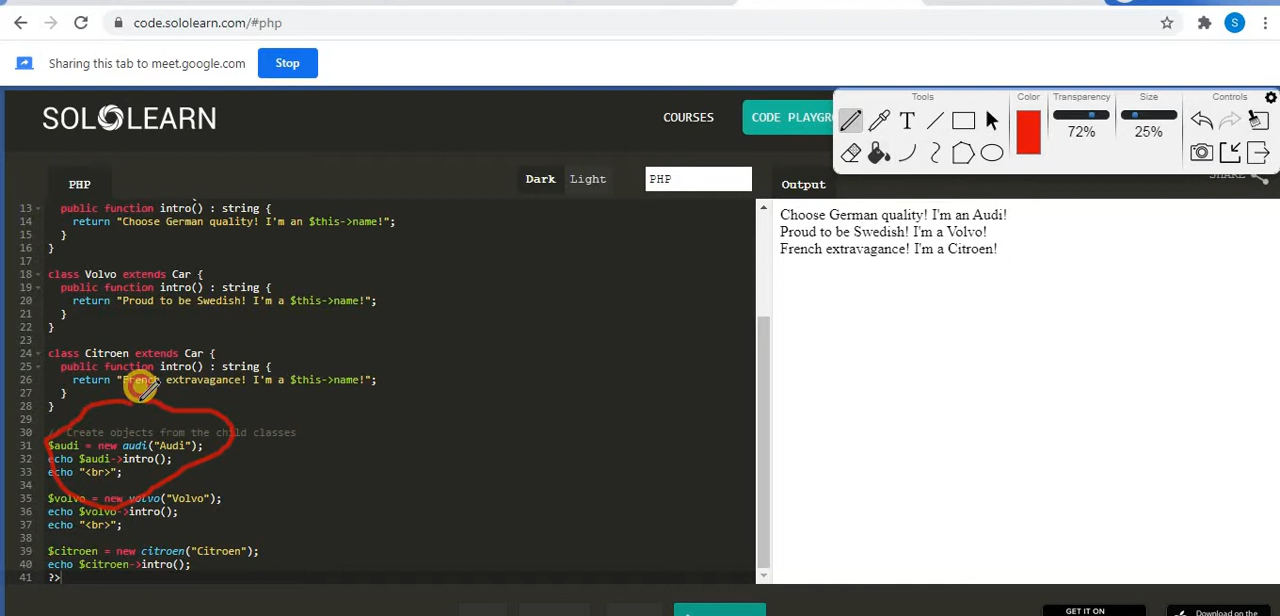 code.sololearn.com/#php
S
Sharing this tab to meet.google.com
Stop
SOLOLEARN
COURSES
CODE PLAYGR
Tools
Color
Transparency
Size
Controls
T
72%
25%
PHP
Dark
Light
PHP
Output
SHARE
13 public function intro() : string {
14 return "Choose German quality! I'm an $this->name!";
15 }
16 }
17
18 class Volvo extends Car {
19 public function intro() : string {
20 return "Proud to be Swedish! I'm a $this->name!";
21 }
22 }
23
24 class Citroen extends Car {
25 public function intro() : string {
26 return "French extravagance! I'm a $this->name!";
27 }
28 }
29
30 // Create objects from the child classes
31 $audi = new audi("Audi");
32 echo $audi->intro();
33 echo "<br>";
34
35 $volvo = new volvo("Volvo");
36 echo $volvo->intro();
37 echo "<br>";
38
39 $citroen = new citroen("Citroen");
40 echo $citroen->intro();
41 ?>
Choose German quality! I'm an Audi!
Proud to be Swedish! I'm a Volvo!
French extravagance! I'm a Citroen!
GET IT ON
Download on the